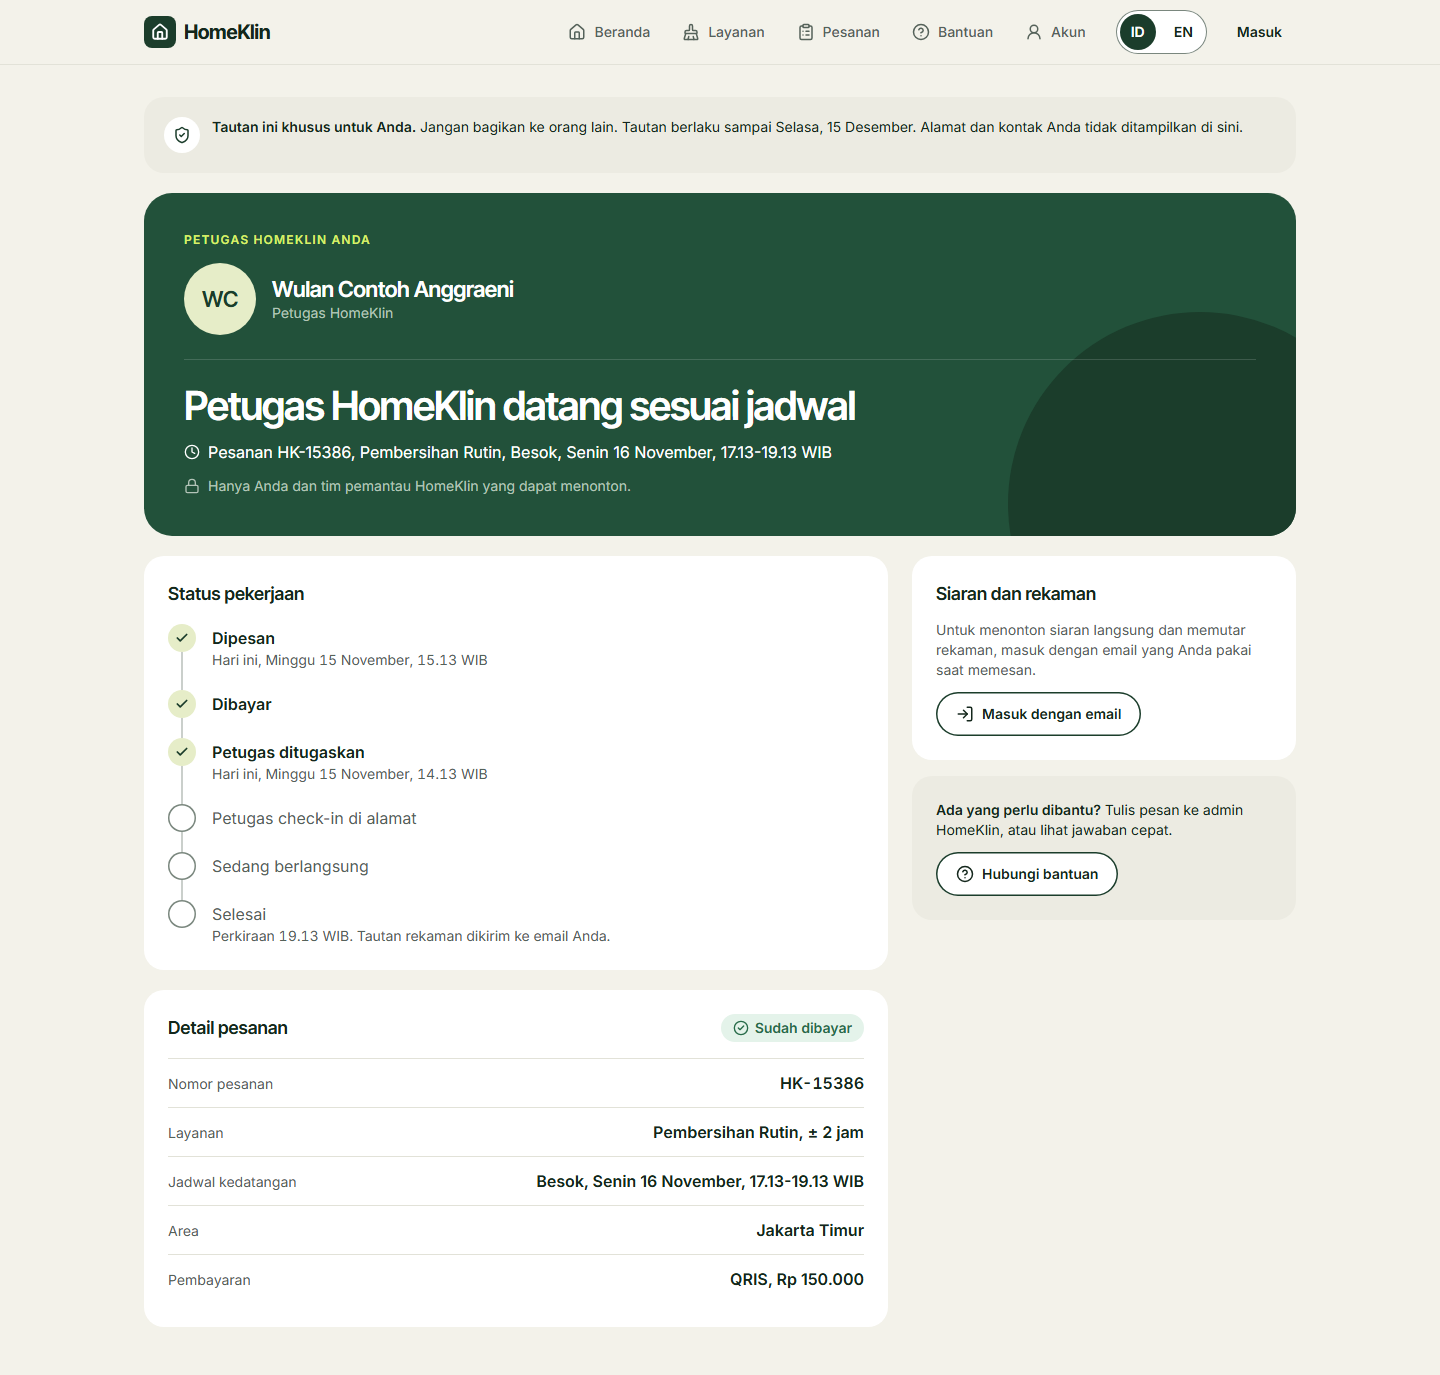 HomeKlin
Beranda
Layanan
Pesanan
Bantuan
Akun
ID
EN
Masuk
Tautan ini khusus untuk Anda. Jangan bagikan ke orang lain. Tautan berlaku sampai Selasa, 15 Desember. Alamat dan kontak Anda tidak ditampilkan di sini.
PETUGAS HOMEKLIN ANDA
WC
Wulan Contoh Anggraeni
Petugas HomeKlin
Petugas HomeKlin datang sesuai jadwal
Pesanan HK-15386, Pembersihan Rutin, Besok, Senin 16 November, 17.13-19.13 WIB
Hanya Anda dan tim pemantau HomeKlin yang dapat menonton.
Status pekerjaan
Dipesan
Hari ini, Minggu 15 November, 15.13 WIB
Dibayar
Petugas ditugaskan
Hari ini, Minggu 15 November, 14.13 WIB
Petugas check-in di alamat
Sedang berlangsung
Selesai
Perkiraan 19.13 WIB. Tautan rekaman dikirim ke email Anda.
Siaran dan rekaman
Untuk menonton siaran langsung dan memutar
rekaman, masuk dengan email yang Anda pakai
saat memesan.
Masuk dengan email
Ada yang perlu dibantu? Tulis pesan ke admin
HomeKlin, atau lihat jawaban cepat.
Hubungi bantuan
Detail pesanan
Sudah dibayar
Nomor pesanan
HK-15386
Layanan
Pembersihan Rutin, ± 2 jam
Jadwal kedatangan
Besok, Senin 16 November, 17.13-19.13 WIB
Area
Jakarta Timur
Pembayaran
QRIS, Rp 150.000